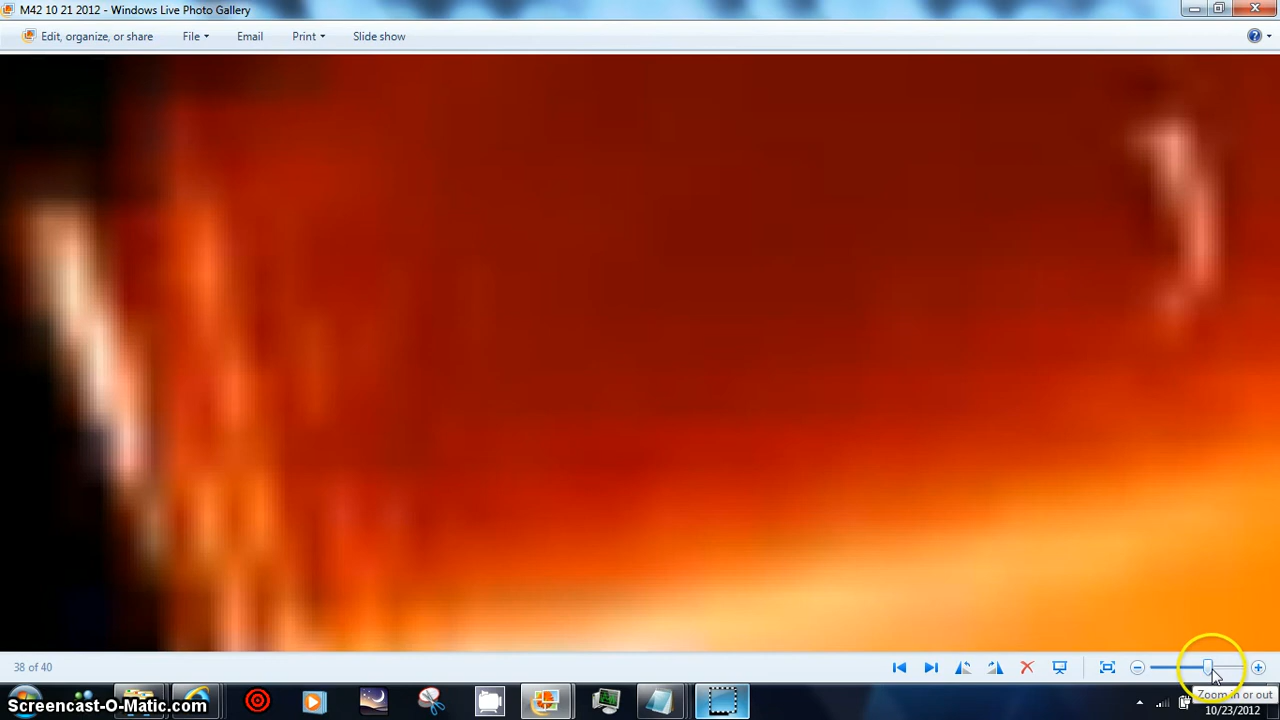 M42 10 21 2012 - Windows Live Photo Gallery
Edit, organize, or share File Email Print Slide show
38 of 40
Zoom in or out
Screencast-O-Matic.com
10/23/2012